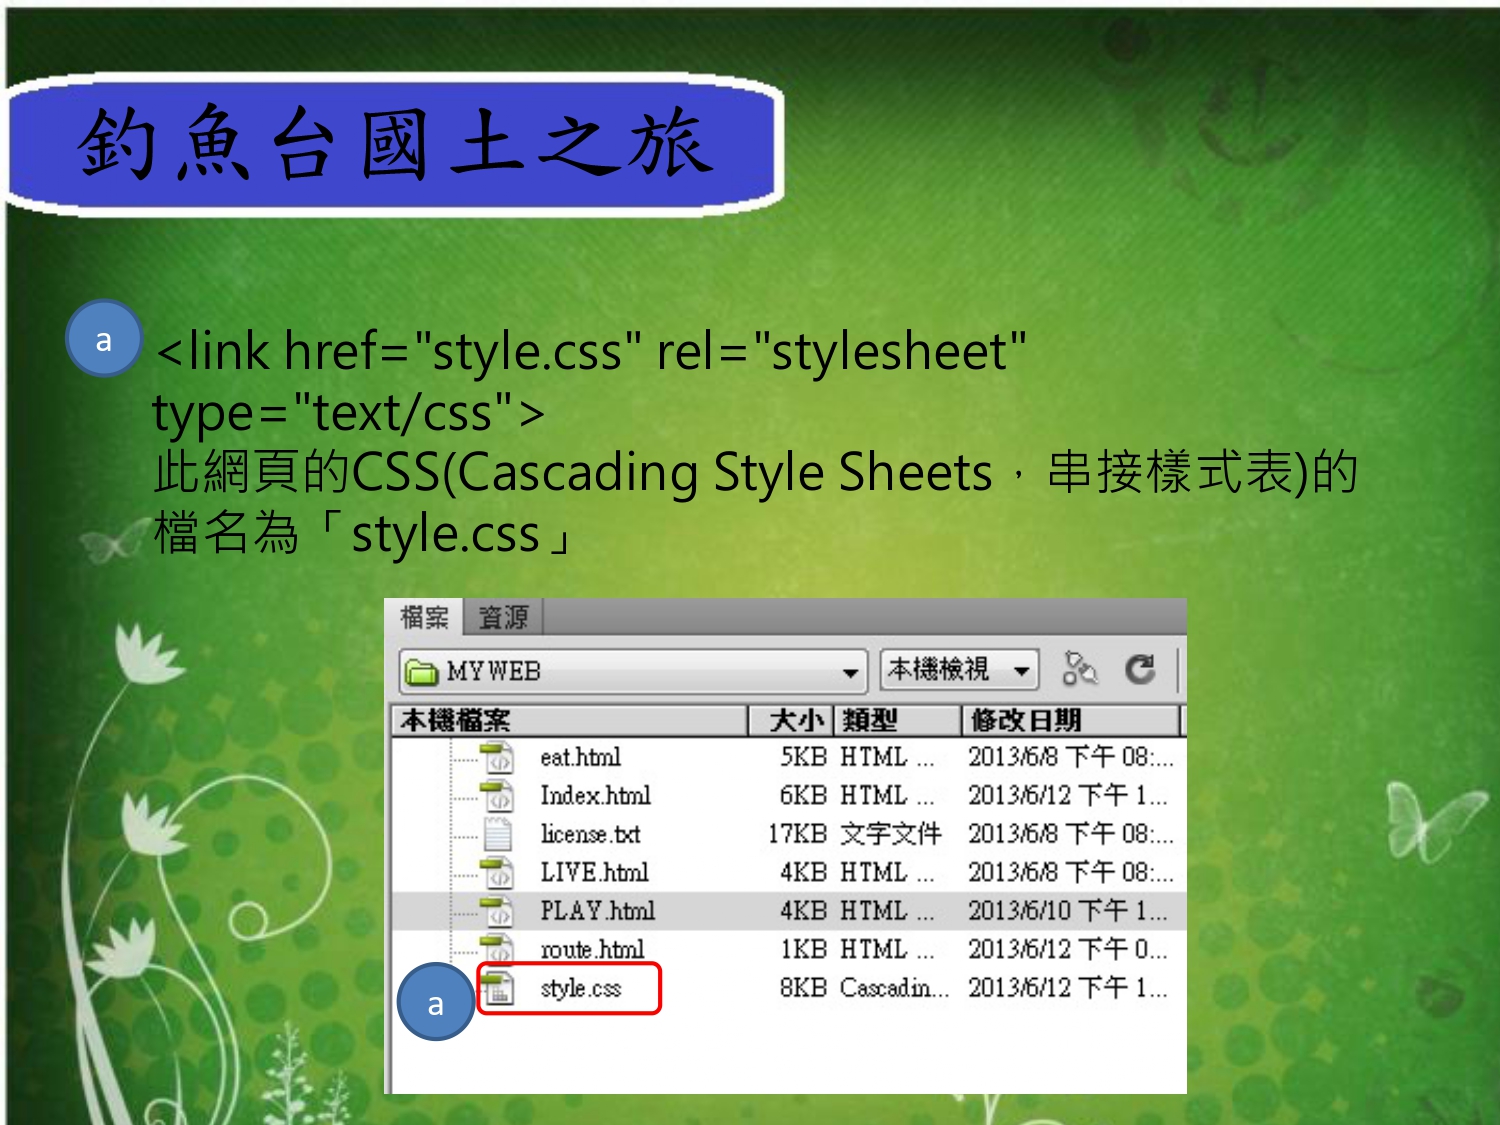 釣魚台國土之旅
a
<link href="style.css" rel="stylesheet"
type="text/css">
此網頁的CSS(Cascading Style Sheets，串接樣式表)的
檔名為「style.css」
檔案 資源
MYWEB 本機檢視
本機檔案 大小 類型 修改日期
eat.html 5KB HTML ... 2013/6/8 下午 08:...
Index.html 6KB HTML ... 2013/6/12 下午 1...
license.txt 17KB 文字文件 2013/6/8 下午 08:...
LIVE.html 4KB HTML ... 2013/6/8 下午 08:...
PLAY.html 4KB HTML ... 2013/6/10 下午 1...
route.html 1KB HTML ... 2013/6/12 下午 0...
a style.css 8KB Cascadin... 2013/6/12 下午 1...